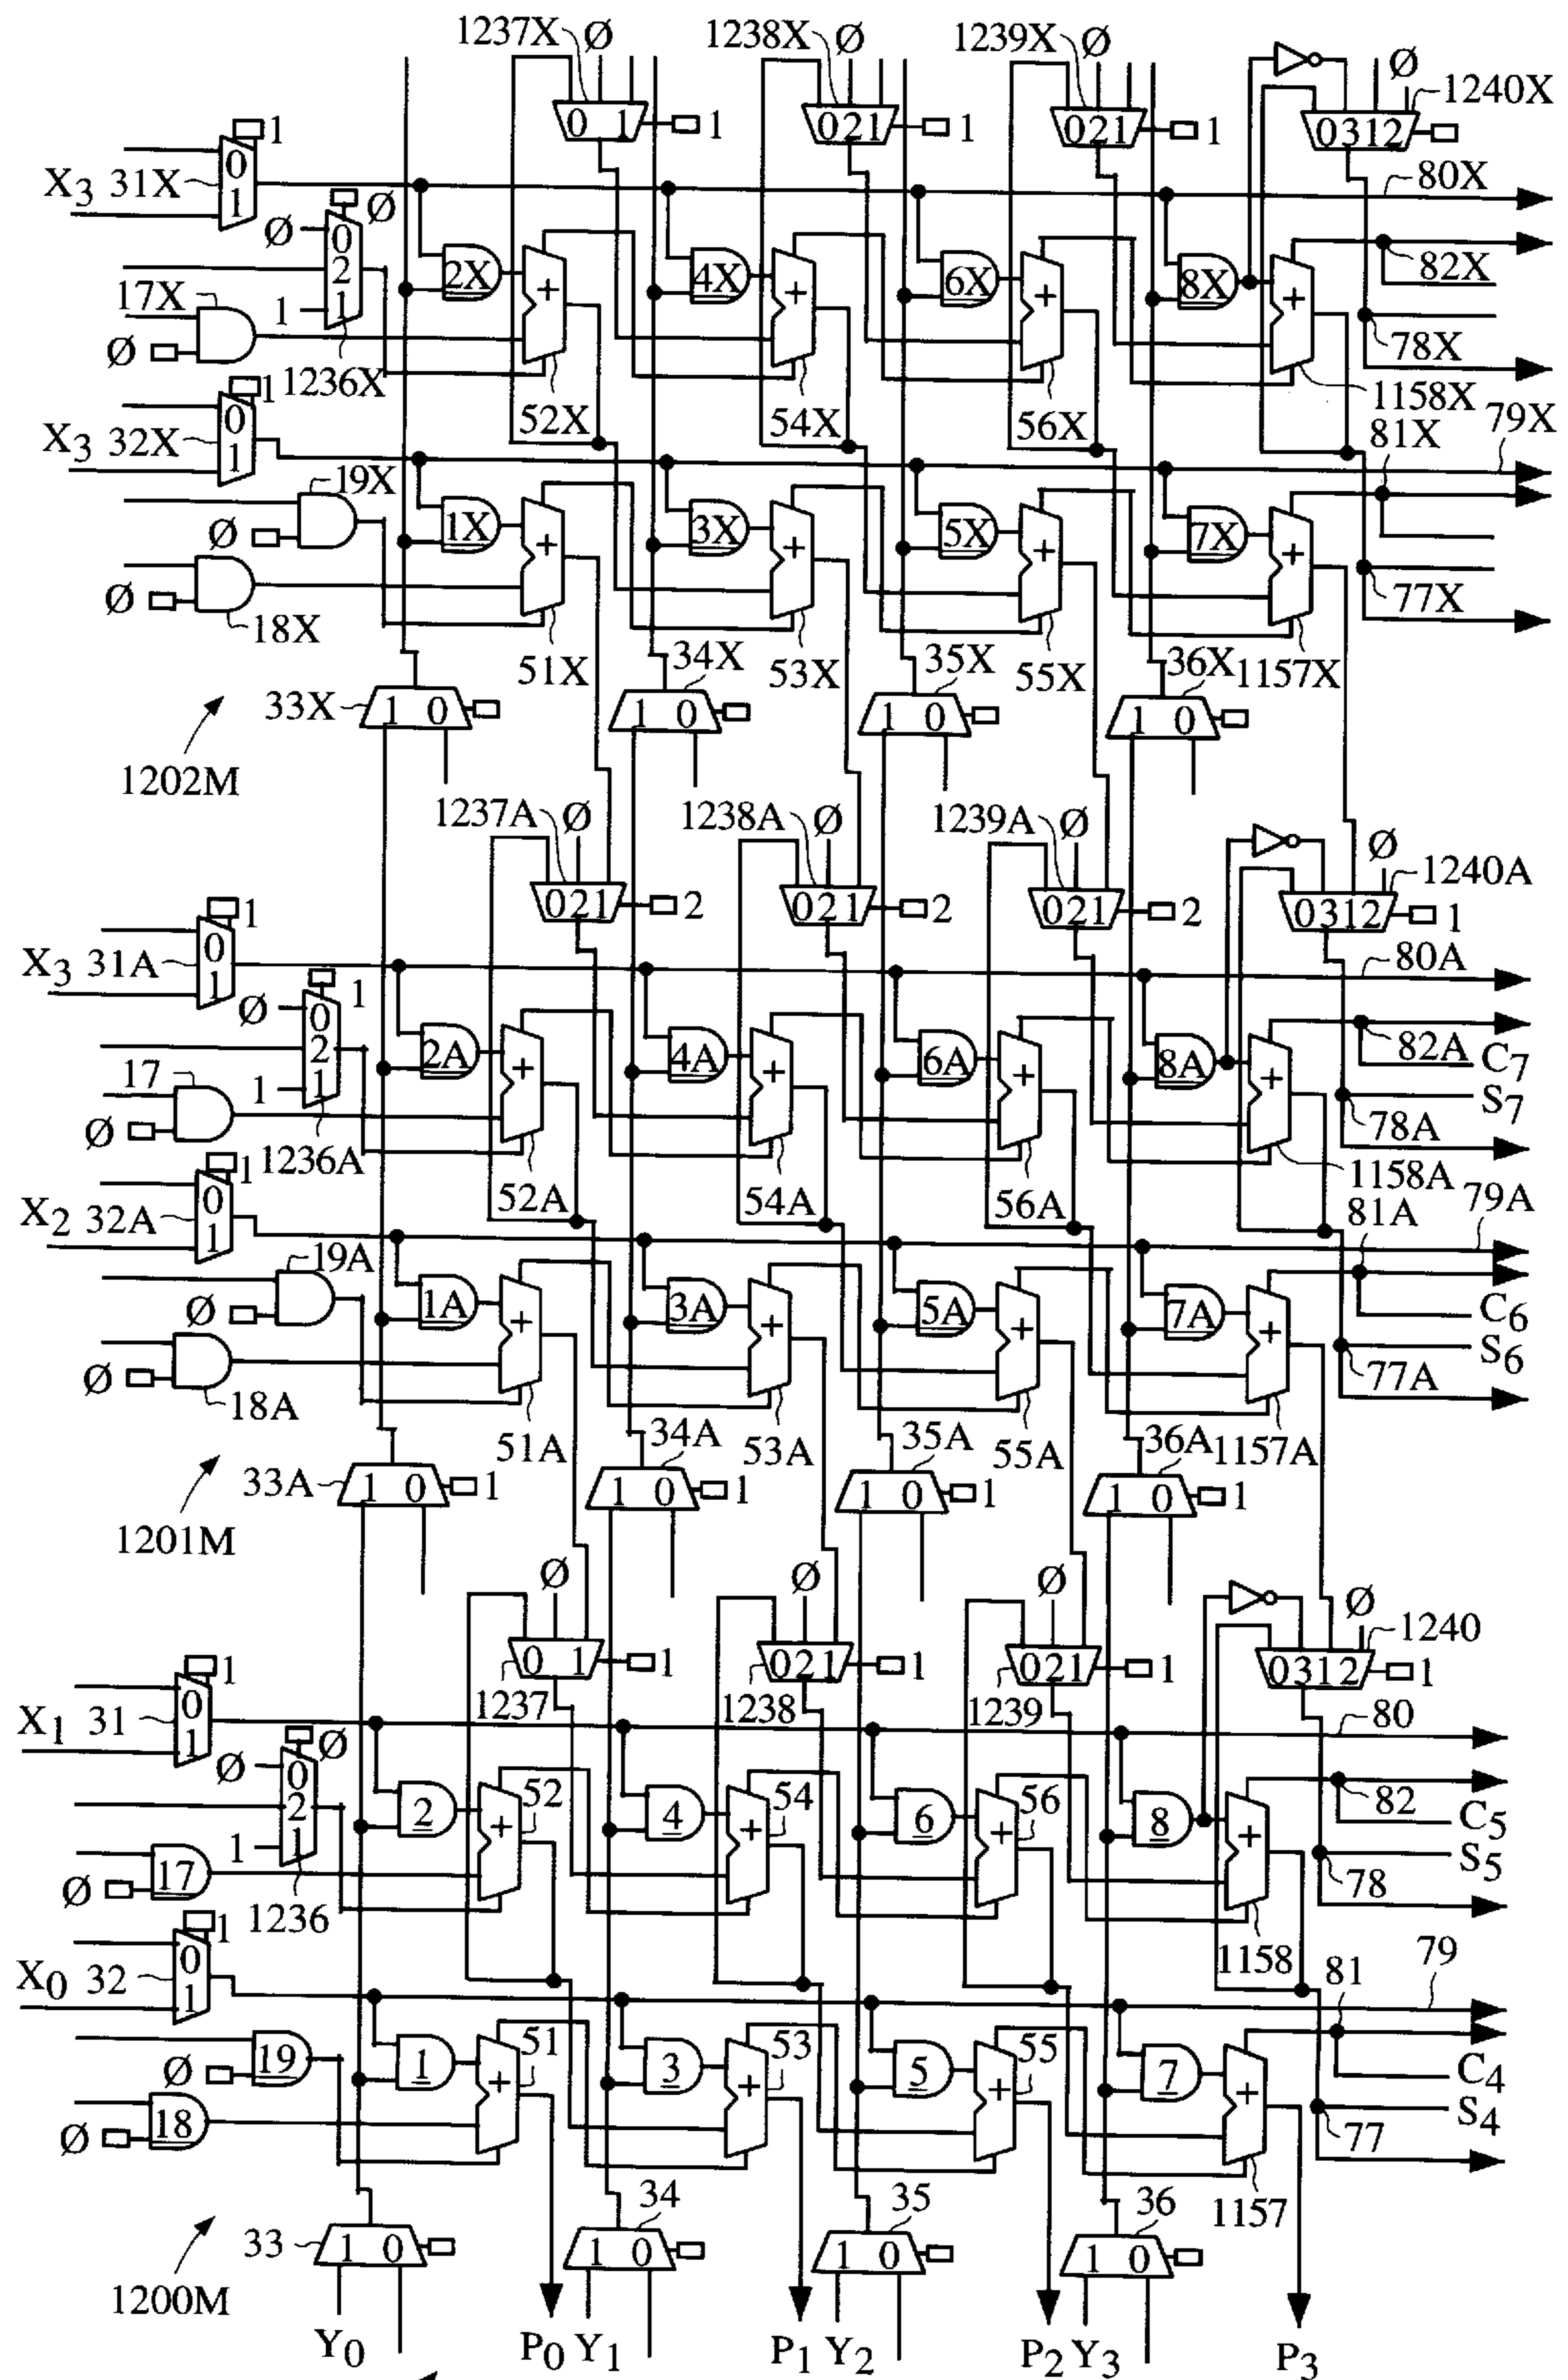 1237X Ø 1238X Ø 1239X Ø Ø 1240X
0 1 1 021 1 021 1 0312
1
X3 31X 0 1 80X
Ø Ø 0 2 1 2X + 4X + 6X + 8X + 82X
17X 1
Ø 1236X 78X
1 52X 54X 56X 1158X
X3 32X 0 1 81X 79X
19X
Ø 1X + 3X + 5X + 7X +
Ø 18X 77X
51X 34X 53X 35X 55X 36X 1157X
33X 1 0 1 0 1 0 1 0
1202M
1237A Ø 1238A Ø 1239A Ø Ø 1240A
021 2 021 2 021 2 0312 1
1
X3 31A 0 1 80A
Ø 1 0 2 1 2A + 4A + 6A + 8A + 82A C7
17 1 S7
Ø 1236A 78A
1 52A 54A 56A 1158A
X2 32A 0 1 81A 79A
19A
Ø 1A + 3A + 5A + 7A + C6
S6
Ø 18A 77A
51A 34A 53A 35A 55A 36A 1157A
33A 1 0 1 1 0 1 1 0 1 1 0 1
1201M
Ø Ø Ø Ø 1240
0 1 1 021 1 021 1 0312 1
1 1237 1238 1239
X1 31 0 1 80
Ø Ø 0 2 1 2 + 52 4 + 54 6 + 56 8 + 82 C5
1 S5
17
Ø 1236 78
1 1158
X0 32 0 1 81 79
19 Ø 1 + 51 3 + 53 5 + 55 7 + C4
S4
18 Ø 77
34 35 36 1157
33 1 0 1 0 1 0 1 0
1200M
Y0 P0 Y1 P1 Y2 P2 Y3 P3